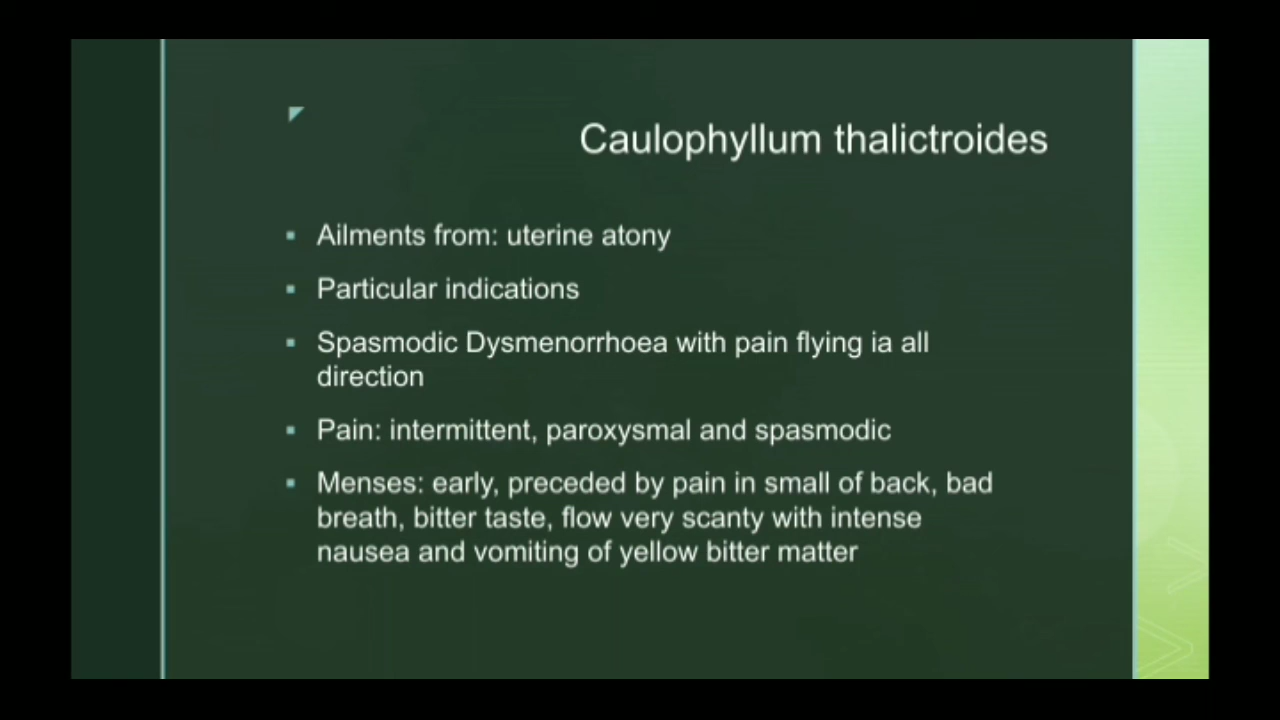 Caulophyllum thalictroides
Ailments from: uterine atony
Particular indications
Spasmodic Dysmenorrhoea with pain flying ia all
direction
Pain: intermittent, paroxysmal and spasmodic
Menses: early, preceded by pain in small of back, bad
breath, bitter taste, flow very scanty with intense
nausea and vomiting of yellow bitter matter